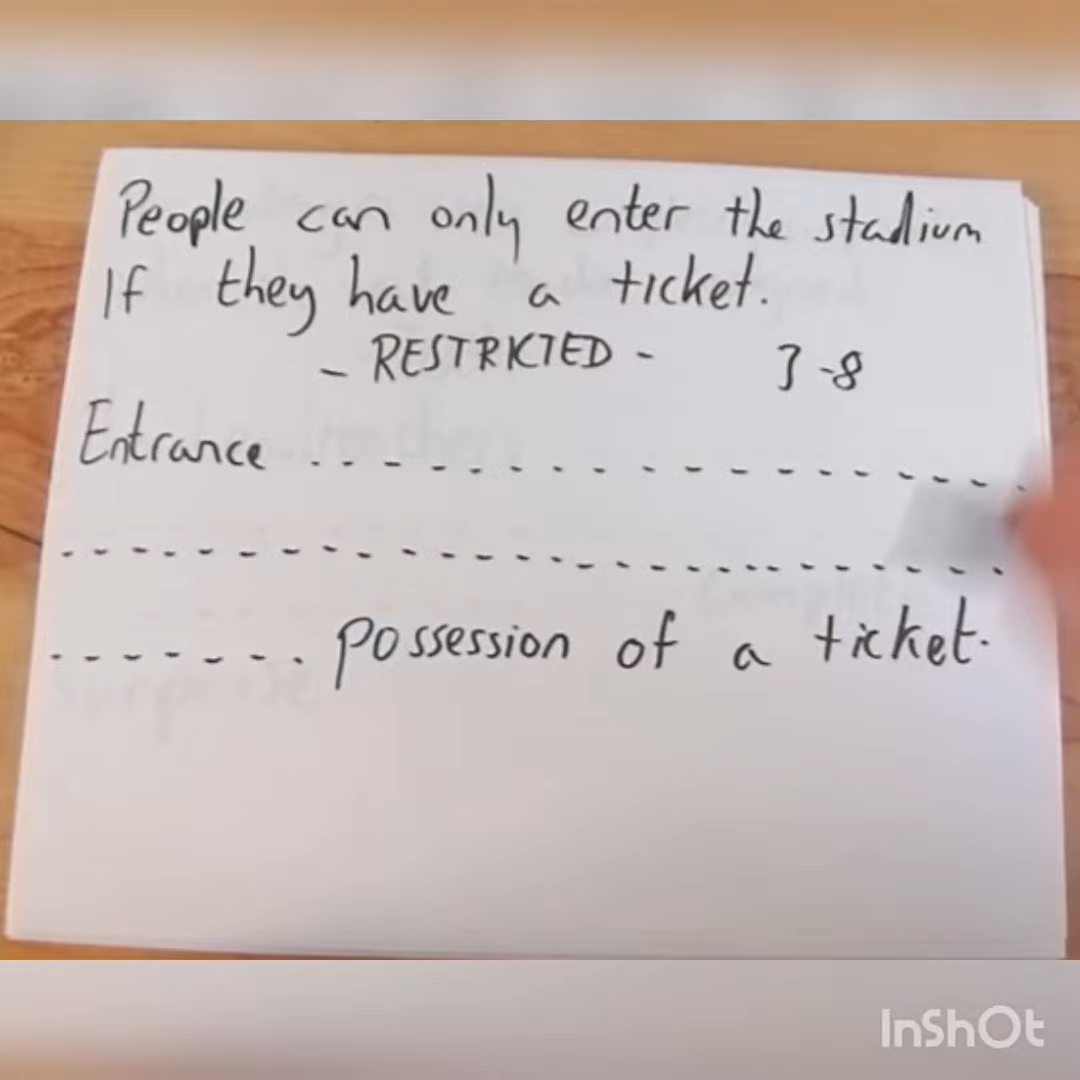 People can only enter the stadium
If they have a ticket.
- RESTRICTED - 3-8
Entrance . . - - - - - - - - - - - - - - - .
- - - - - - - - - - - - - - - - - - - - - - -
- - - - - - . possession of a ticket.
InShOt